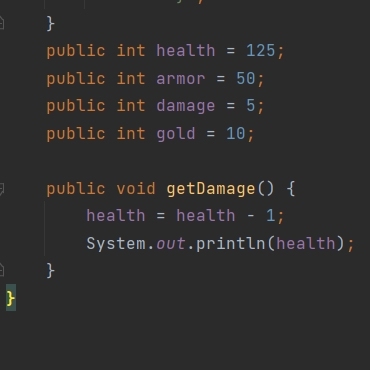 }
public int health = 125;
public int armor = 50;
public int damage = 5;
public int gold = 10;
public void getDamage() {
health = health - 1;
System.out.println(health);
}
}